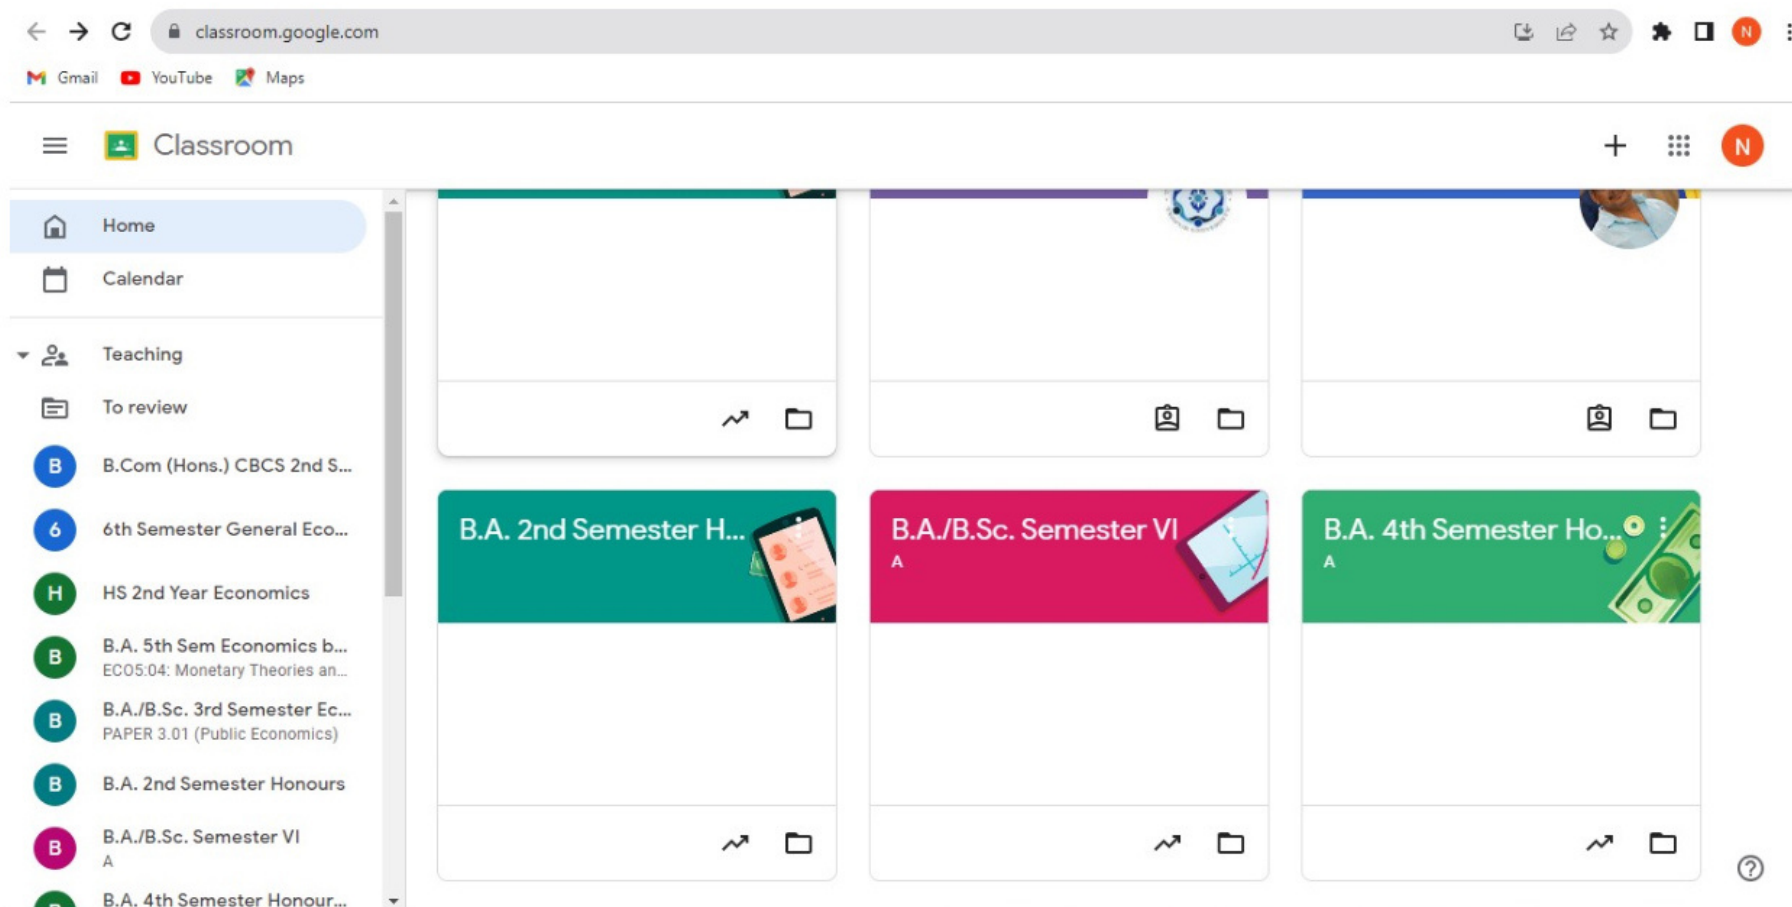 classroom.google.com
N
Gmail YouTube Maps
Classroom
N
Home
Calendar
Teaching
To review
B B.Com (Hons.) CBCS 2nd S...
6 6th Semester General Eco...
H HS 2nd Year Economics
B B.A. 5th Sem Economics b...
ECO5:04: Monetary Theories an...
B B.A./B.Sc. 3rd Semester Ec...
PAPER 3.01 (Public Economics)
B B.A. 2nd Semester Honours
B B.A./B.Sc. Semester VI
A
B.A. 4th Semester Honour...
B.A. 2nd Semester H...
B.A./B.Sc. Semester VI
A
B.A. 4th Semester Ho...
A